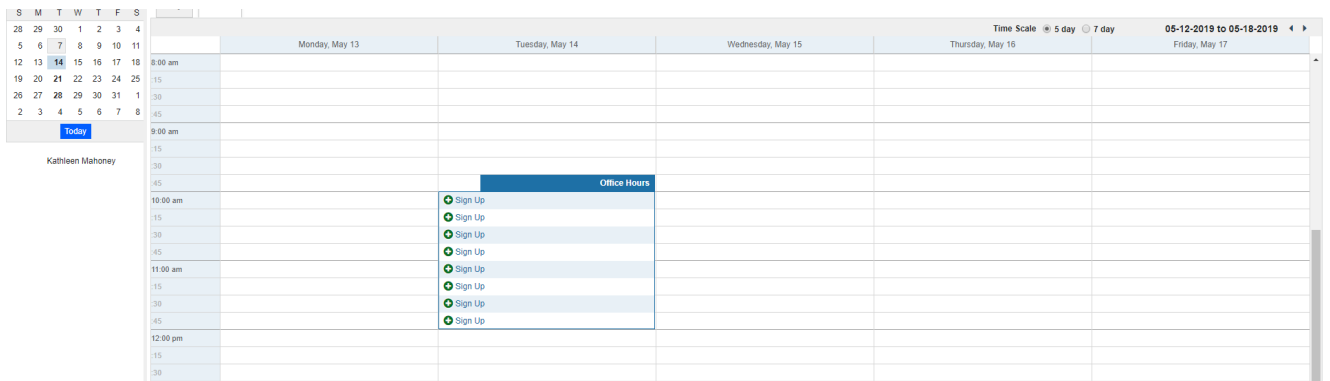 S M T W T F S
28 29 30 1 2 3 4
5 6 7 8 9 10 11
12 13 14 15 16 17 18
19 20 21 22 23 24 25
26 27 28 29 30 31 1
2 3 4 5 6 7 8
Today
Kathleen Mahoney
Time Scale 5 day 7 day 05-12-2019 to 05-18-2019
Monday, May 13 Tuesday, May 14 Wednesday, May 15 Thursday, May 16 Friday, May 17
8:00 am
:15
:30
:45
9:00 am
:15
:30
:45 Office Hours
10:00 am Sign Up
:15 Sign Up
:30 Sign Up
:45 Sign Up
11:00 am Sign Up
:15 Sign Up
:30 Sign Up
:45 Sign Up
12:00 pm
:15
:30